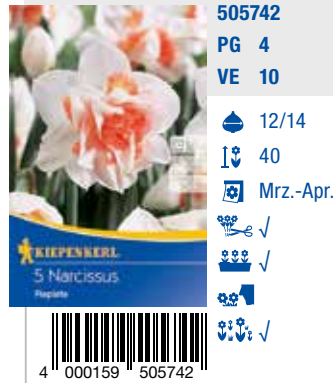 505742
PG 4
VE 10
12/14
40
Mrz.-Apr.
√
√
√
KIEPENKERL
5 Narcissus
Replete
4 000159 505742